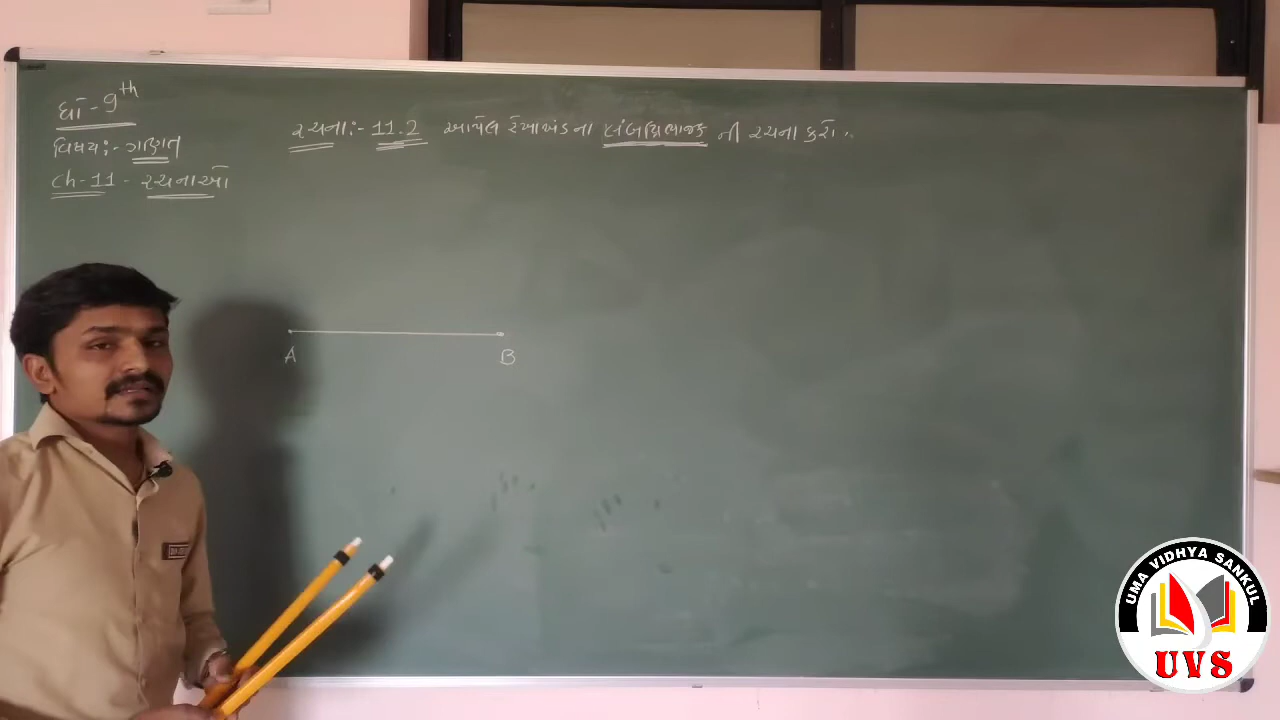 ધો - 9th
વિષય:- ગણિત
Ch-11 - રચનાઓ
રચના:- 11.2 આપેલ રેખાખંડના લંબદ્વિભાજક ની રચના કરો.
A B
UMA VIDHYA SANKUL
UVS